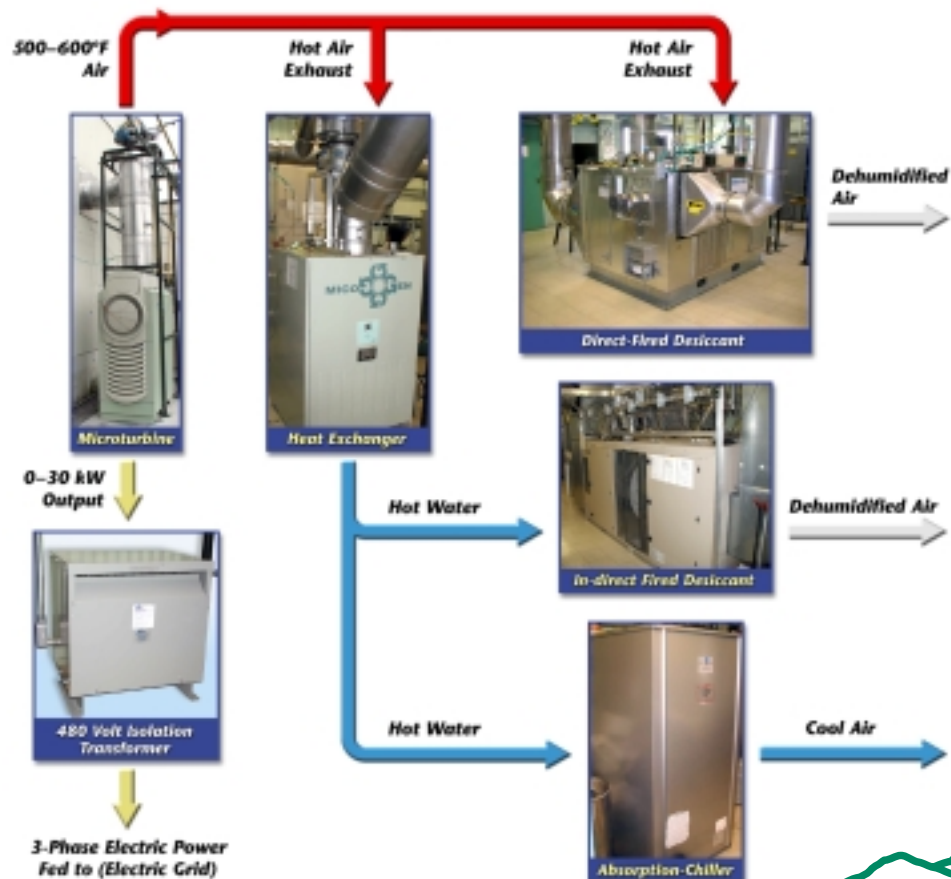 500–600°F
Air
Hot Air
Exhaust
Hot Air
Exhaust
Dehumidified
Air
Direct-Fired Desiccant
Microturbine
Heat Exchanger
0–30 kW
Output
Hot Water
Dehumidified Air
In-direct Fired Desiccant
480 Volt Isolation
Transformer
Hot Water
Cool Air
3-Phase Electric Power
Fed to (Electric Grid)
Absorption-Chiller